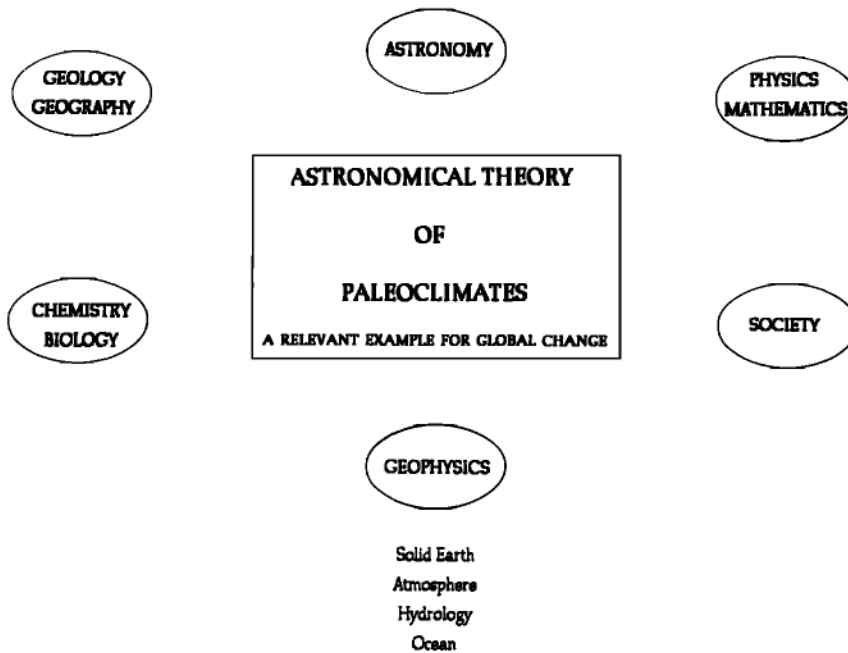 ASTRONOMY
GEOLOGY
GEOGRAPHY
PHYSICS
MATHEMATICS
ASTRONOMICAL THEORY
OF
PALEOCLIMATES
A RELEVANT EXAMPLE FOR GLOBAL CHANGE
CHEMISTRY
BIOLOGY
SOCIETY
GEOPHYSICS
Solid Earth
Atmosphere
Hydrology
Ocean